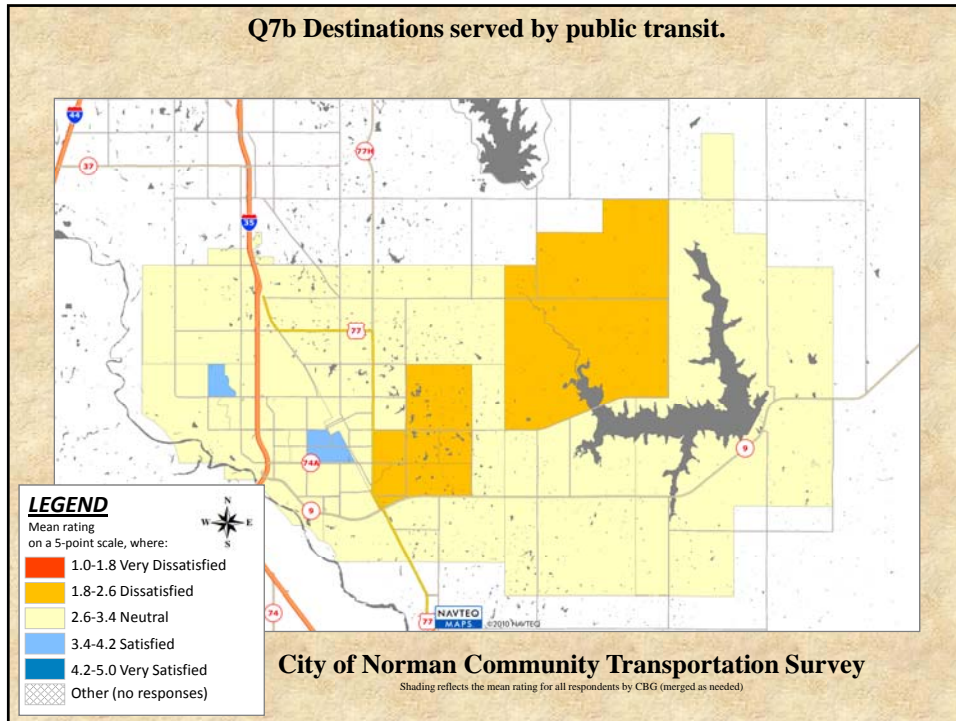 Q7b Destinations served by public transit.
44
37
77H
35
77
9
74A
9
74
77
NAVTEQ
MAPS
©2010 NAVTEQ
LEGEND
N
W E
S
Mean rating
on a 5-point scale, where:
1.0-1.8 Very Dissatisfied
1.8-2.6 Dissatisfied
2.6-3.4 Neutral
3.4-4.2 Satisfied
4.2-5.0 Very Satisfied
Other (no responses)
City of Norman Community Transportation Survey
Shading reflects the mean rating for all respondents by CBG (merged as needed)